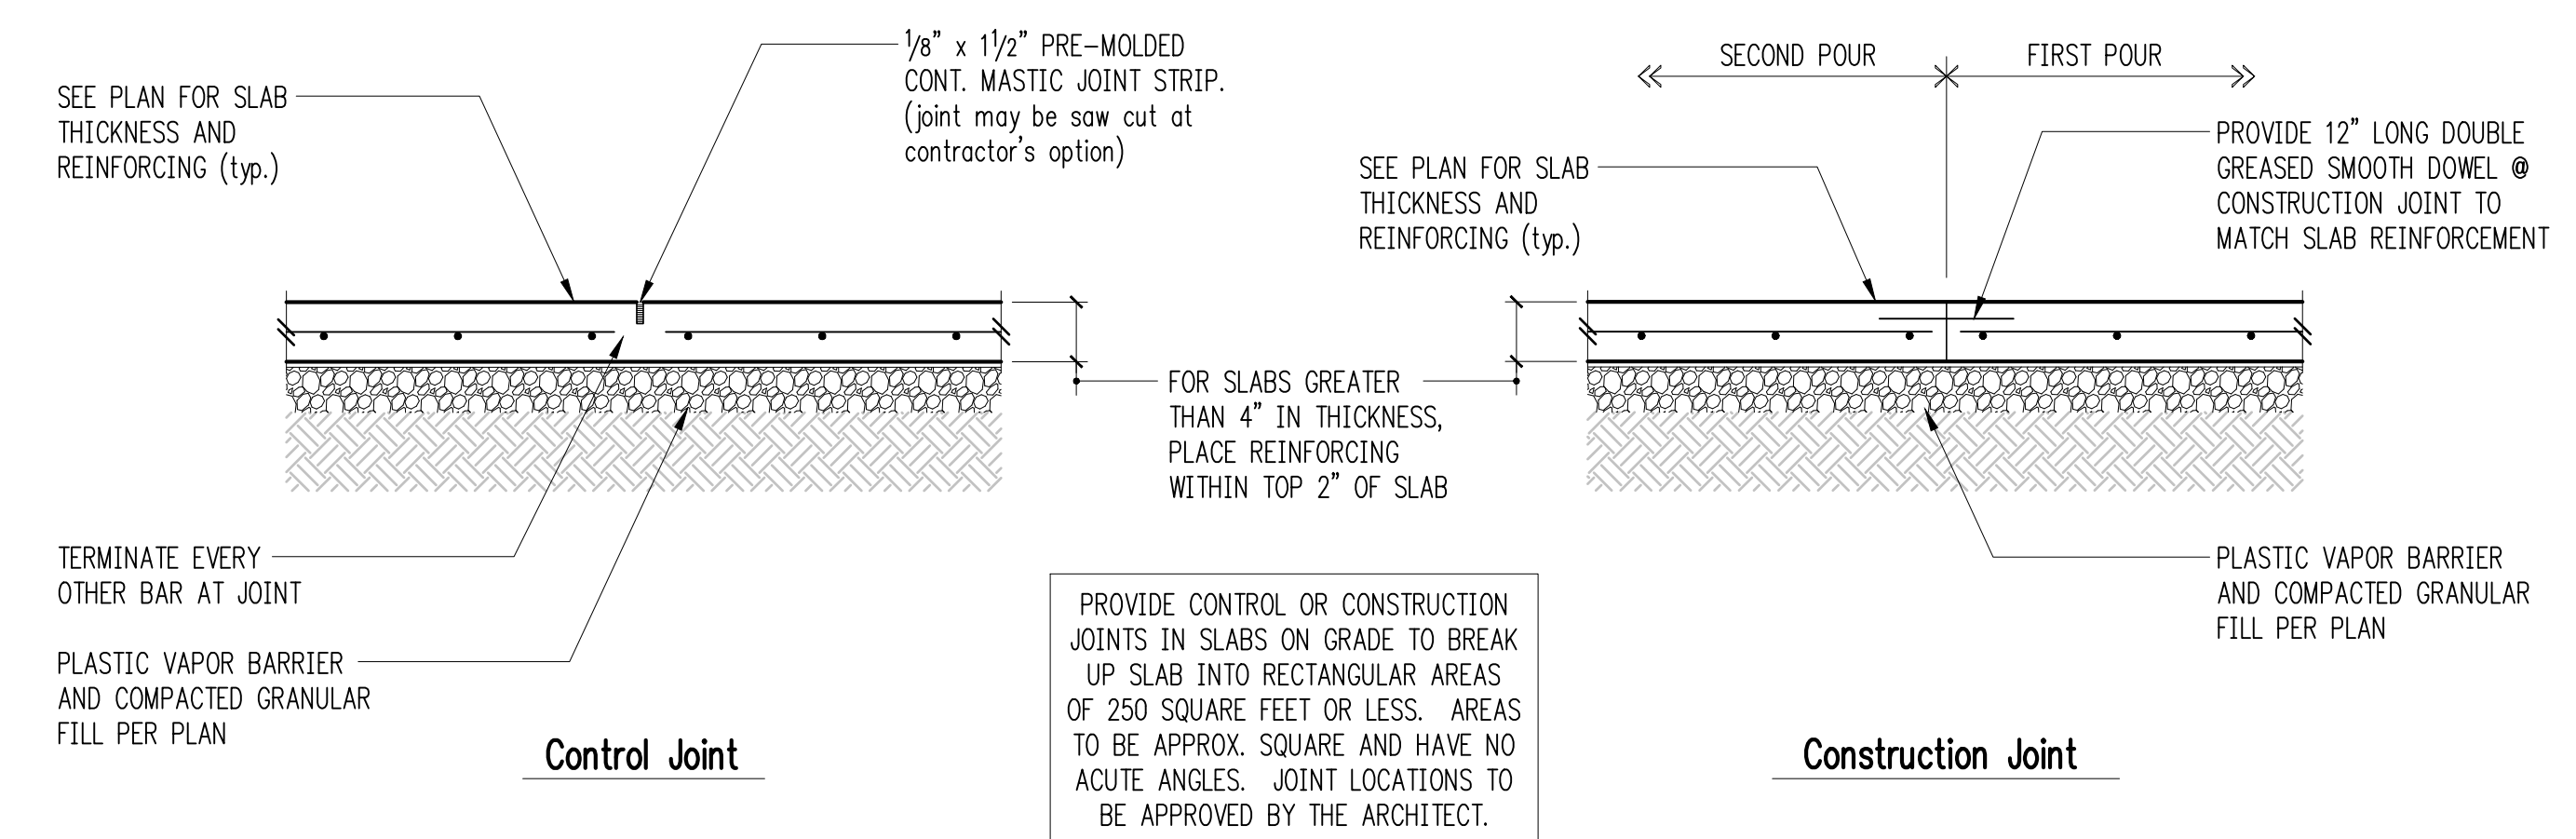 SEE PLAN FOR SLAB
THICKNESS AND
REINFORCING (typ.)
1/8" x 1 1/2" PRE-MOLDED
CONT. MASTIC JOINT STRIP.
(joint may be saw cut at
contractor's option)
TERMINATE EVERY
OTHER BAR AT JOINT
PLASTIC VAPOR BARRIER
AND COMPACTED GRANULAR
FILL PER PLAN
Control Joint
FOR SLABS GREATER
THAN 4" IN THICKNESS,
PLACE REINFORCING
WITHIN TOP 2" OF SLAB
PROVIDE CONTROL OR CONSTRUCTION
JOINTS IN SLABS ON GRADE TO BREAK
UP SLAB INTO RECTANGULAR AREAS
OF 250 SQUARE FEET OR LESS. AREAS
TO BE APPROX. SQUARE AND HAVE NO
ACUTE ANGLES. JOINT LOCATIONS TO
BE APPROVED BY THE ARCHITECT.
SECOND POUR
FIRST POUR
SEE PLAN FOR SLAB
THICKNESS AND
REINFORCING (typ.)
PROVIDE 12" LONG DOUBLE
GREASED SMOOTH DOWEL @
CONSTRUCTION JOINT TO
MATCH SLAB REINFORCEMENT
PLASTIC VAPOR BARRIER
AND COMPACTED GRANULAR
FILL PER PLAN
Construction Joint